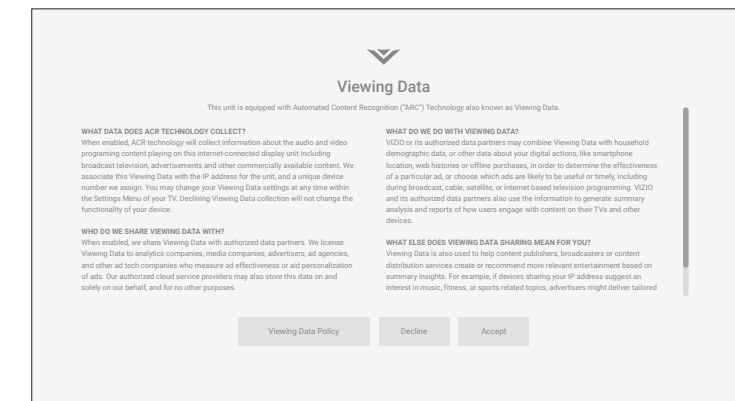 Viewing Data
This unit is equipped with Automated Content Recognition ("ARC") Technology also known as Viewing Data.
WHAT DATA DOES ACR TECHNOLOGY COLLECT?
When enabled, ACR technology will collect information about the audio and video
programing content playing on this internet-connected display unit including
broadcast television, advertisements and other commercially available content. We
associate this Viewing Data with the IP address for the unit, and a unique device
number we assign. You may change your Viewing Data settings at any time within
the Settings Menu of your TV. Declining Viewing Data collection will not change the
functionality of your device.
WHO DO WE SHARE VIEWING DATA WITH?
When enabled, we share Viewing Data with authorized data partners. We license
Viewing Data to analytics companies, media companies, advertisers, ad agencies,
and other ad tech companies who measure ad effectiveness or aid personalization
of ads. Our authorized cloud service providers may also store this data on and
solely on our behalf, and for no other purposes.
WHAT DO WE DO WITH VIEWING DATA?
VIZIO or its authorized data partners may combine Viewing Data with household
demographic data, or other data about your digital actions, like smartphone
location, web histories or offline purchases, in order to determine the effectiveness
of a particular ad, or choose which ads are likely to be useful or timely, including
during broadcast, cable, satellite, or internet based television programming. VIZIO
and its authorized data partners also use the information to generate summary
analysis and reports of how users engage with content on their TVs and other
devices.
WHAT ELSE DOES VIEWING DATA SHARING MEAN FOR YOU?
Viewing Data is also used to help content publishers, broadcasters or content
distribution services create or recommend more relevant entertainment based on
summary insights. For example, if devices sharing your IP address suggest an
interest in music, fitness, or sports related topics, advertisers might deliver tailored
Viewing Data Policy
Decline
Accept